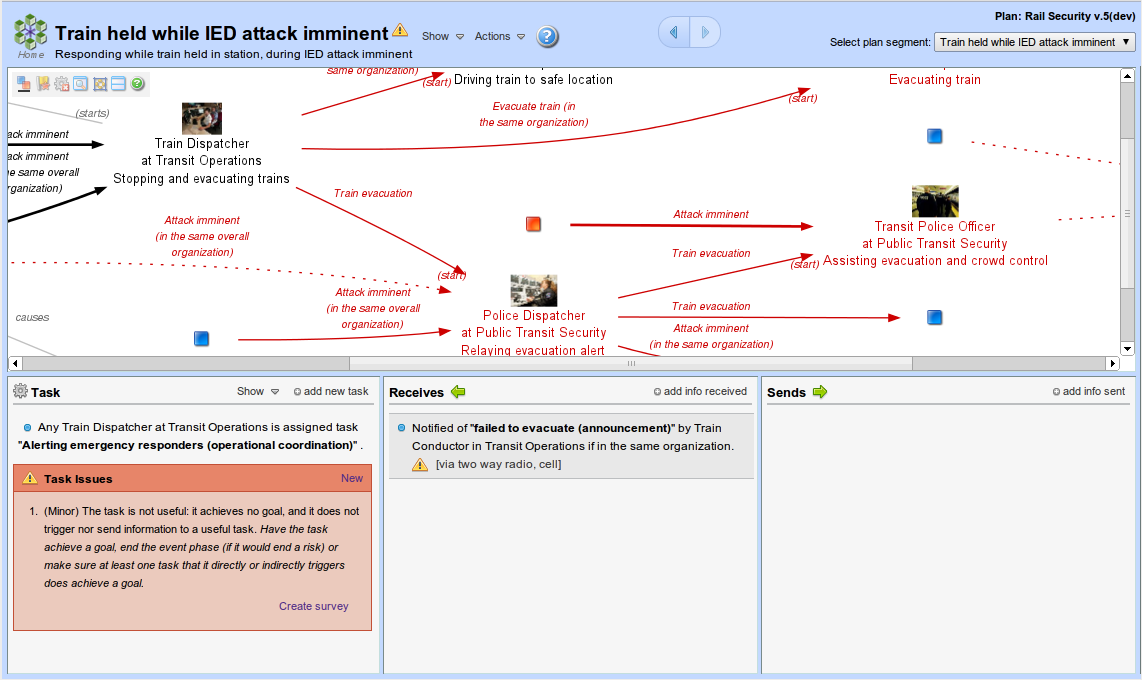 Home
Train held while IED attack imminent
Responding while train held in station, during IED attack imminent
Show
Actions
Plan: Rail Security v.5(dev)
Select plan segment:
Train held while IED attack imminent
same organization)
(start)
Driving train to safe location
Evacuating train
(starts)
Evacuate train (in
the same organization)
(start)
ack imminent
ack imminent
he same overall
rganization)
Train Dispatcher
at Transit Operations
Stopping and evacuating trains
Train evacuation
Attack imminent
(in the same overall
organization)
Attack imminent
Transit Police Officer
at Public Transit Security
Assisting evacuation and crowd control
Train evacuation
(start)
(start)
causes
Attack imminent
(in the same overall
organization)
Police Dispatcher
at Public Transit Security
Relaying evacuation alert
Train evacuation
Attack imminent
(in the same overall organization)
Task
Show
add new task
Any Train Dispatcher at Transit Operations is assigned task
"Alerting emergency responders (operational coordination)" .
Task Issues
New
1. (Minor) The task is not useful: it achieves no goal, and it does not
trigger nor send information to a useful task. Have the task
achieve a goal, end the event phase (if it would end a risk) or
make sure at least one task that it directly or indirectly triggers
does achieve a goal.
Create survey
Receives
add info received
Notified of "failed to evacuate (announcement)" by Train
Conductor in Transit Operations if in the same organization.
[via two way radio, cell]
Sends
add info sent